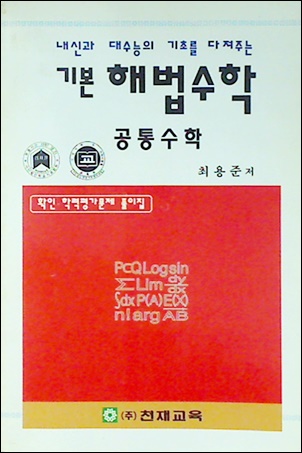 내신과 대수능의 기초를 다져주는
기본 해법수학
공통수학
최용준 저
확인 학력평가문제 풀이집
P⊂Q Log sin
∑ Lim dy/dx
∫dx P(A) E(X)
n! arg AB
(주) 천재교육